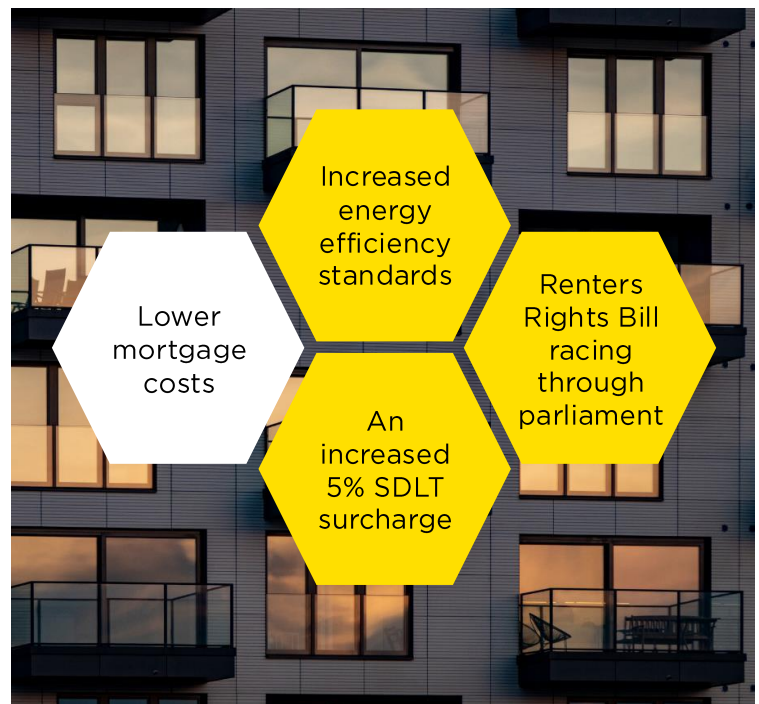 Increased
energy
efficiency
standards
Lower
mortgage
costs
Renters
Rights Bill
racing
through
parliament
An
increased
5% SDLT
surcharge